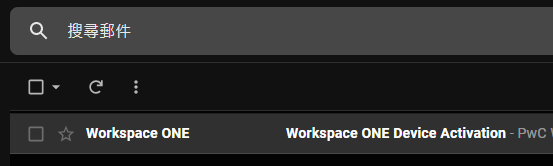 搜尋郵件
Workspace ONE Workspace ONE Device Activation - PwC